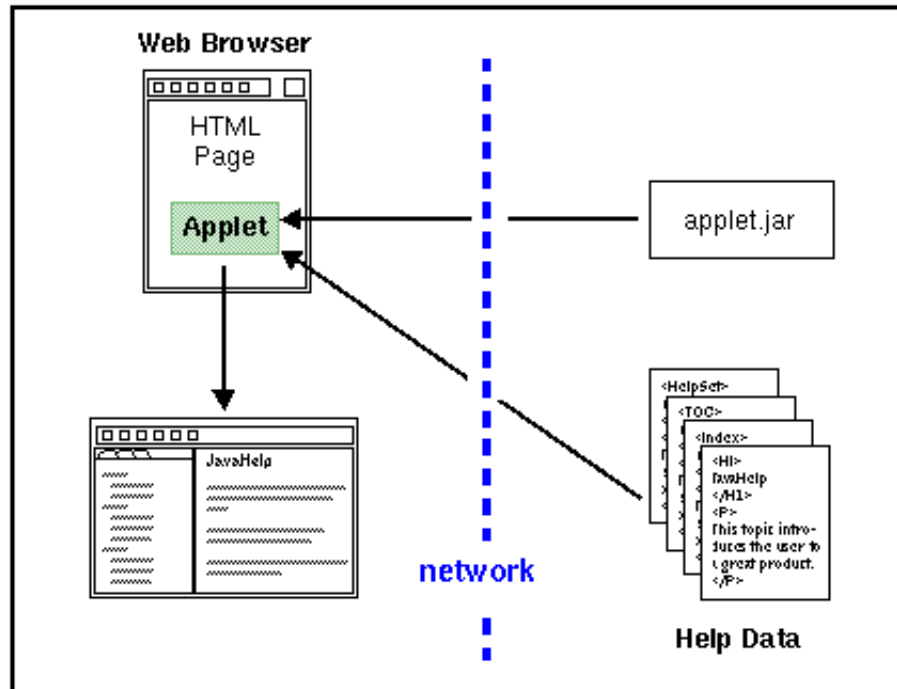 Web Browser
HTML
Page
Applet
applet.jar
JavaHelp
network
<HelpSet>
<TOC>
<Index>
<H1>
JavaHelp
</H1>
<P>
This topic intro-
duces the user to
a great product.
</P>
Help Data